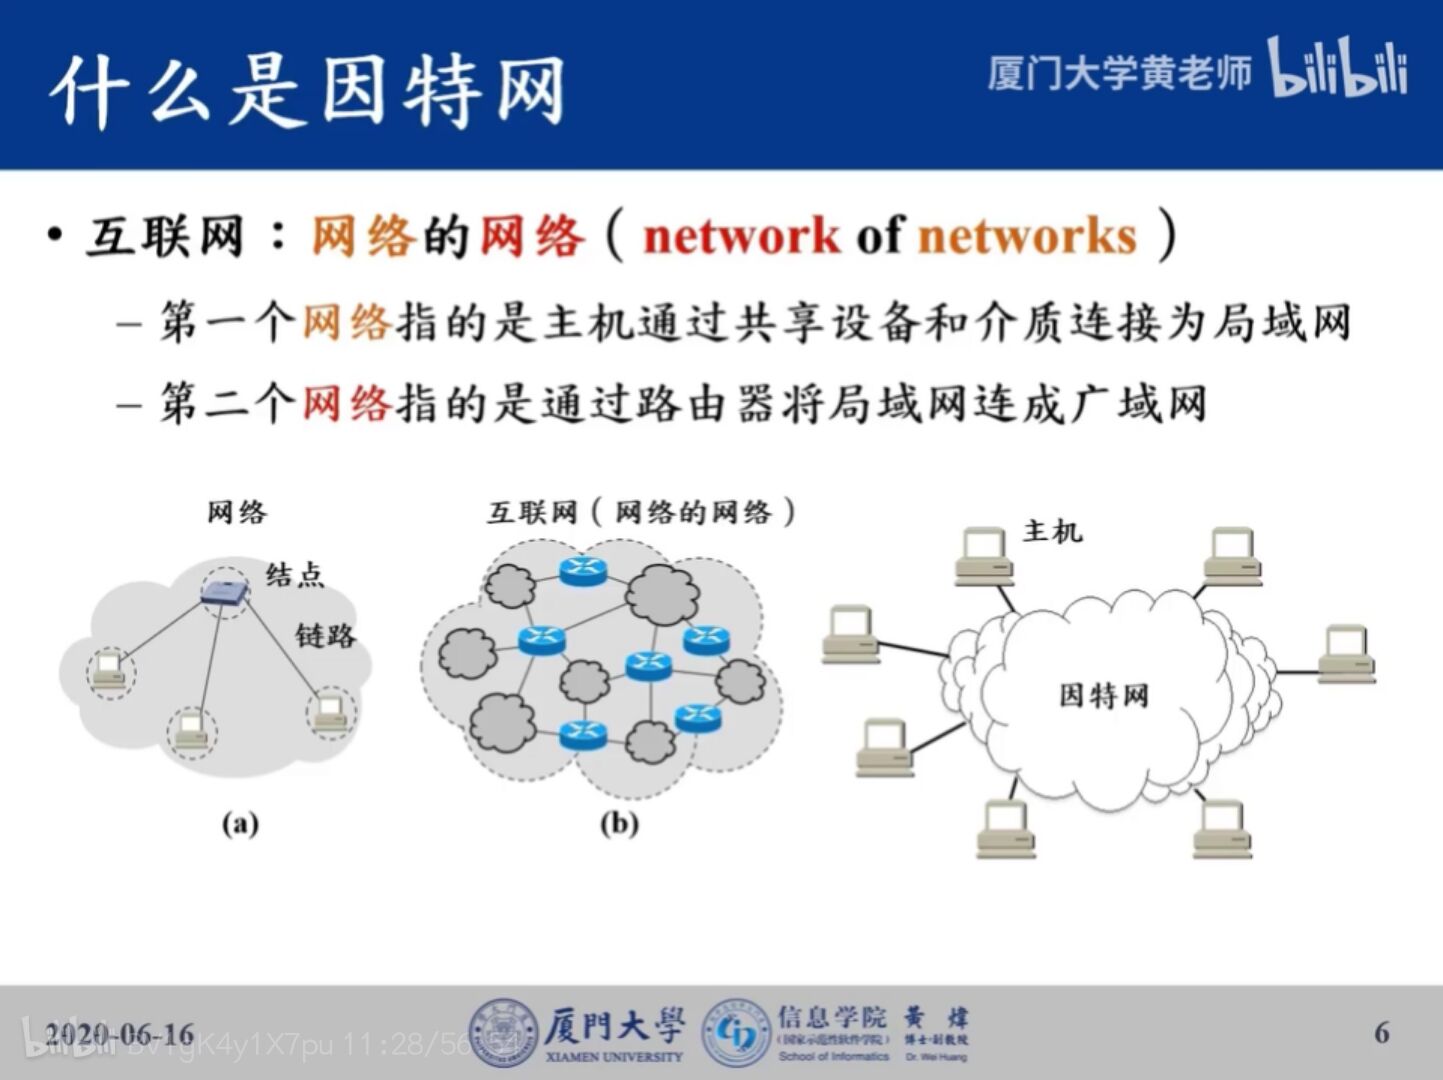 什么是因特网
厦门大学黄老师 bilibili
• 互联网：网络的网络（network of networks）
– 第一个网络指的是主机通过共享设备和介质连接为局域网
– 第二个网络指的是通过路由器将局域网连成广域网
网络
结点
链路
(a)
互联网（网络的网络）
(b)
主机
因特网
2020-06-16
bilibili BV1gK4y1X7pu 11:28/56:54
厦門大學
XIAMEN UNIVERSITY
信息学院
（国家示范性软件学院）
School of Informatics
黄 炜
博士·副教授
Dr. Wei Huang
6